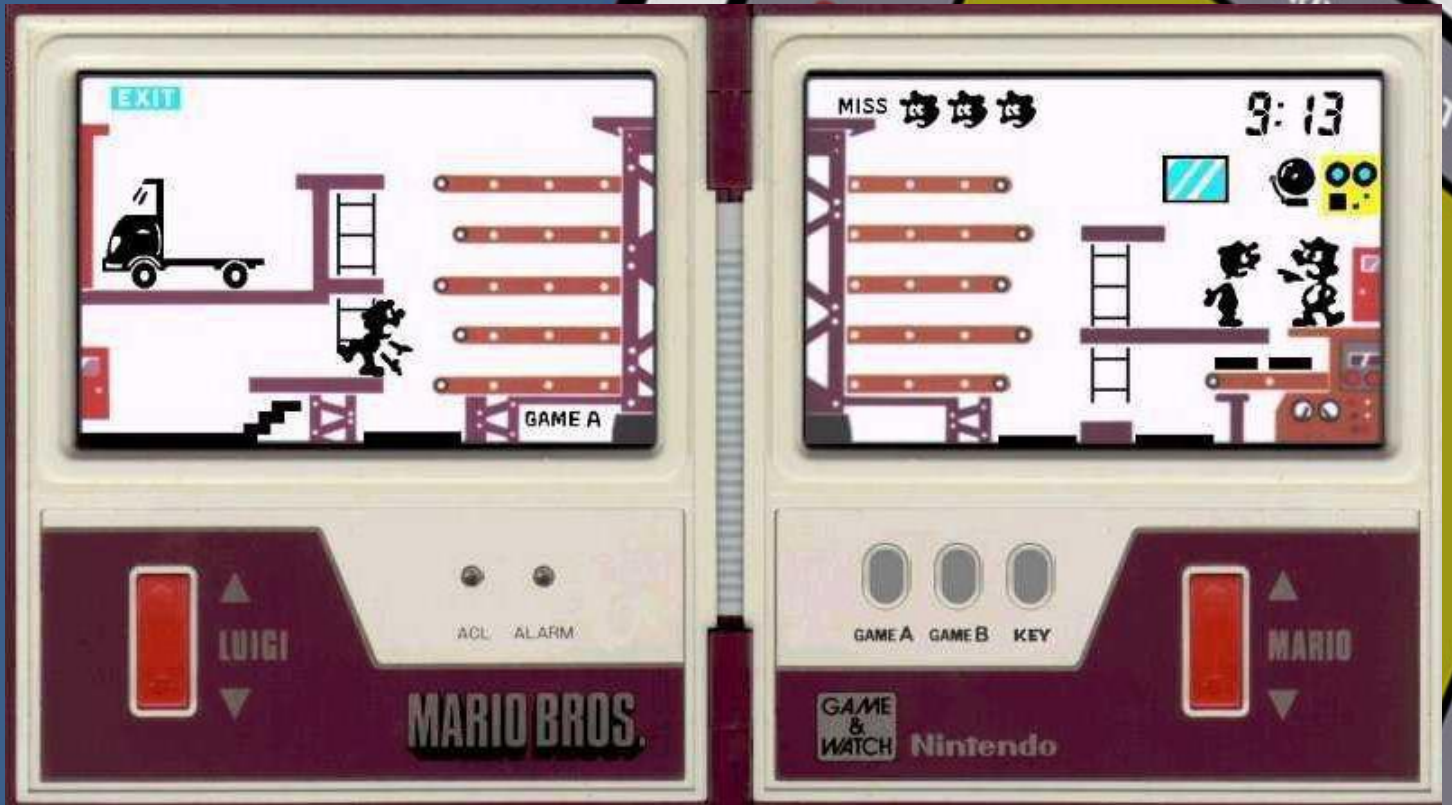 EXIT
GAME A
MISS
9:13
LUIGI
ACL ALARM
MARIO BROS.
GAME A GAME B KEY
MARIO
GAME
&
WATCH
Nintendo